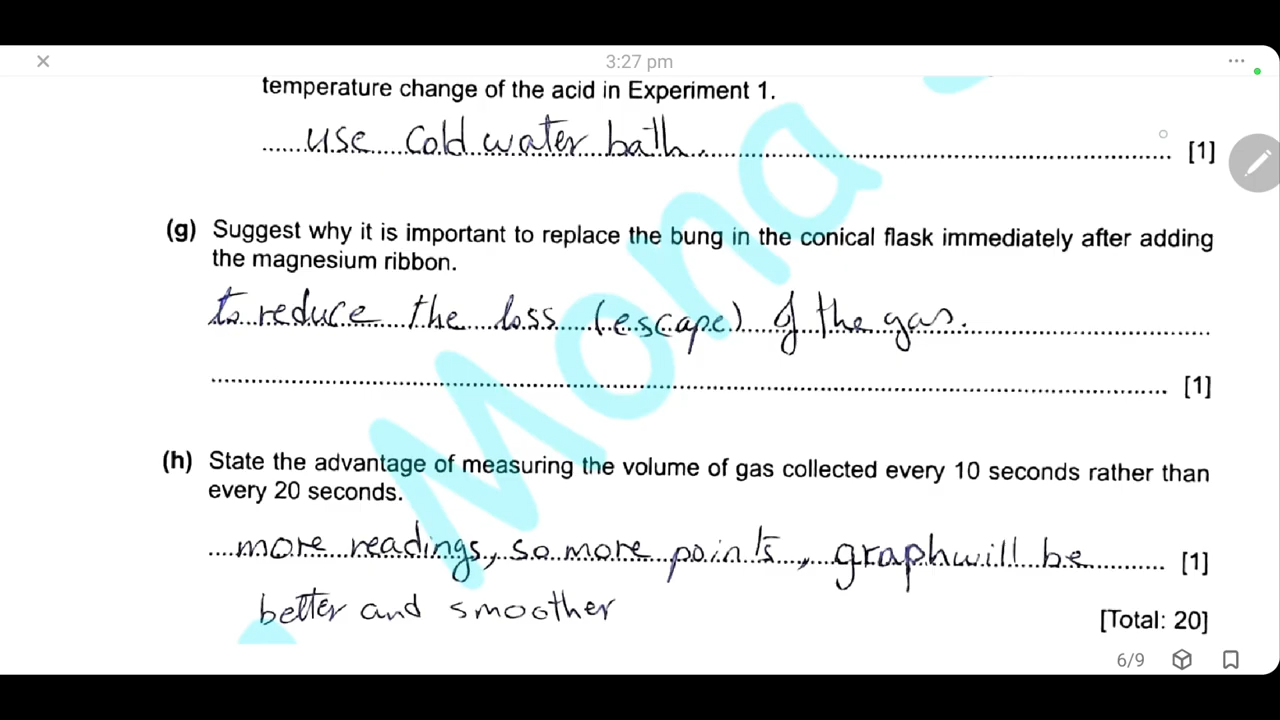 3:27 pm
temperature change of the acid in Experiment 1.
use cold water bath. [1]
(g) Suggest why it is important to replace the bung in the conical flask immediately after adding
the magnesium ribbon.
to reduce the loss (escape) of the gas.
[1]
(h) State the advantage of measuring the volume of gas collected every 10 seconds rather than
every 20 seconds.
more readings, so more points, graph will be [1]
better and smoother
[Total: 20]
6/9
Mona